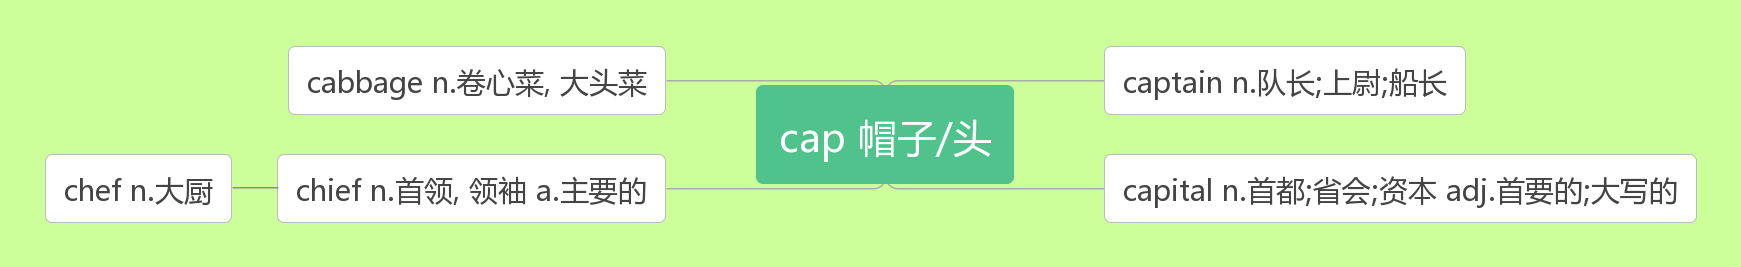 cabbage n.卷心菜, 大头菜
captain n.队长;上尉;船长
cap 帽子/头
chef n.大厨
chief n.首领, 领袖 a.主要的
capital n.首都;省会;资本 adj.首要的;大写的